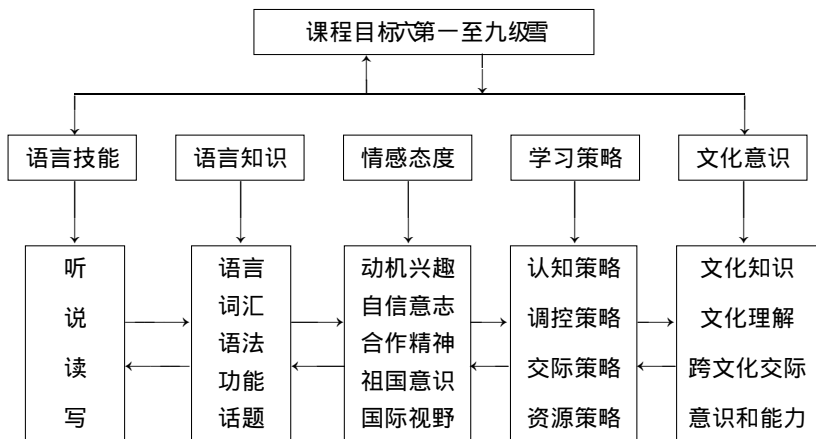 课程目标穴第一至九级雪
语言技能
语言知识
情感态度
学习策略
文化意识
听
说
读
写
语言
词汇
语法
功能
话题
动机兴趣
自信意志
合作精神
祖国意识
国际视野
认知策略
调控策略
交际策略
资源策略
文化知识
文化理解
跨文化交际
意识和能力